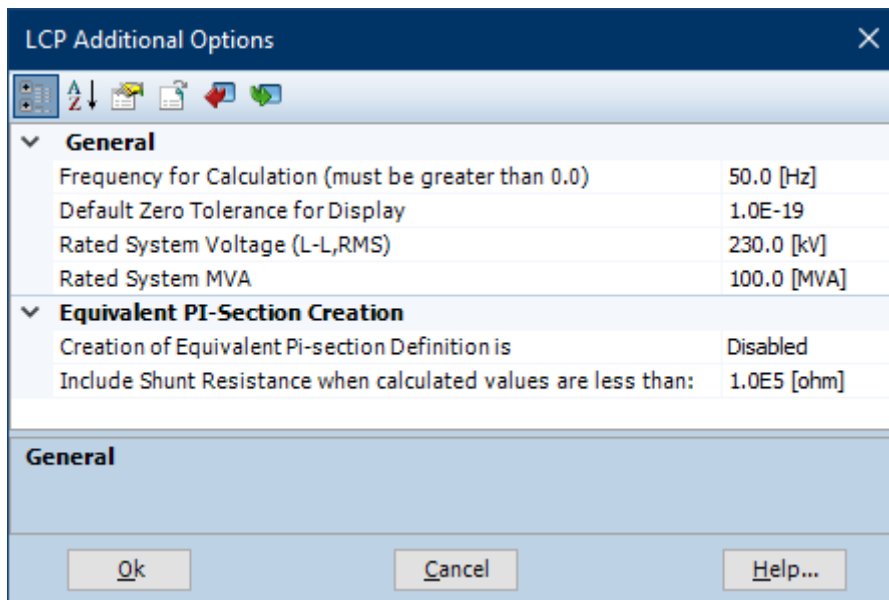 LCP Additional Options
General
Frequency for Calculation (must be greater than 0.0) 50.0 [Hz]
Default Zero Tolerance for Display 1.0E-19
Rated System Voltage (L-L,RMS) 230.0 [kV]
Rated System MVA 100.0 [MVA]
Equivalent PI-Section Creation
Creation of Equivalent Pi-section Definition is Disabled
Include Shunt Resistance when calculated values are less than: 1.0E5 [ohm]
General
Ok Cancel Help...